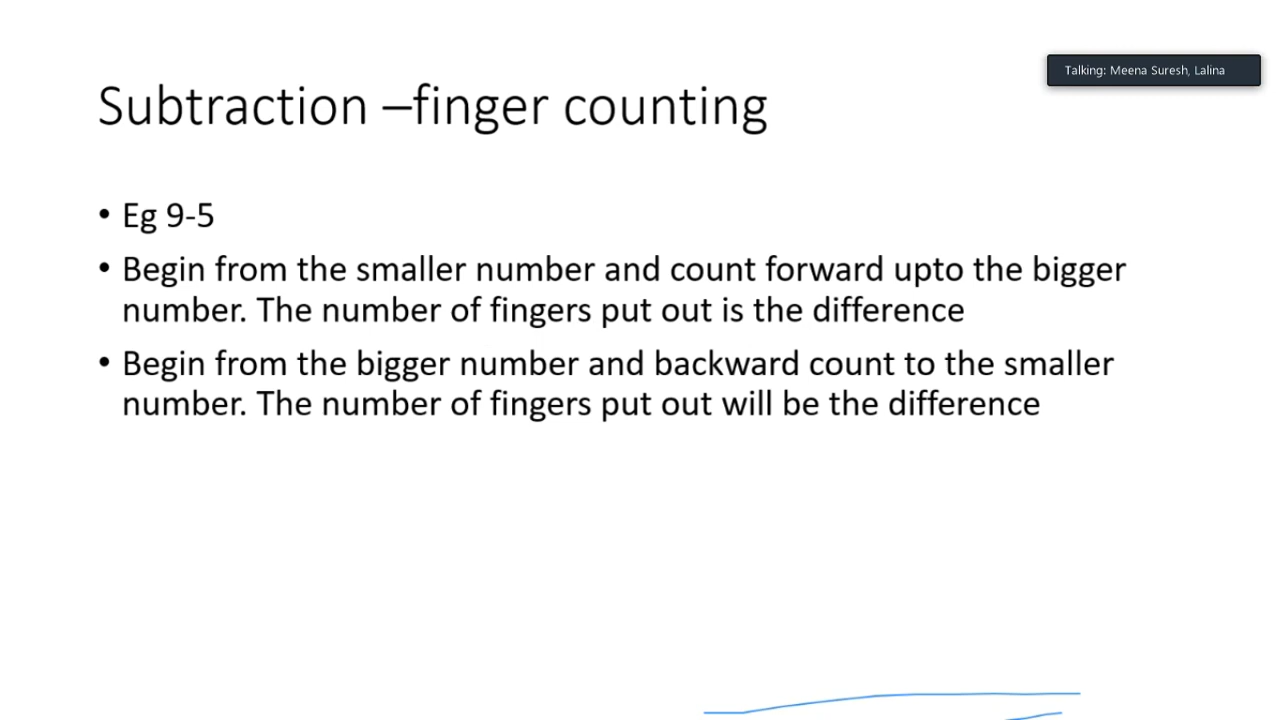 Talking: Meena Suresh, Lalina
Subtraction –finger counting
• Eg 9-5
• Begin from the smaller number and count forward upto the bigger
number. The number of fingers put out is the difference
• Begin from the bigger number and backward count to the smaller
number. The number of fingers put out will be the difference